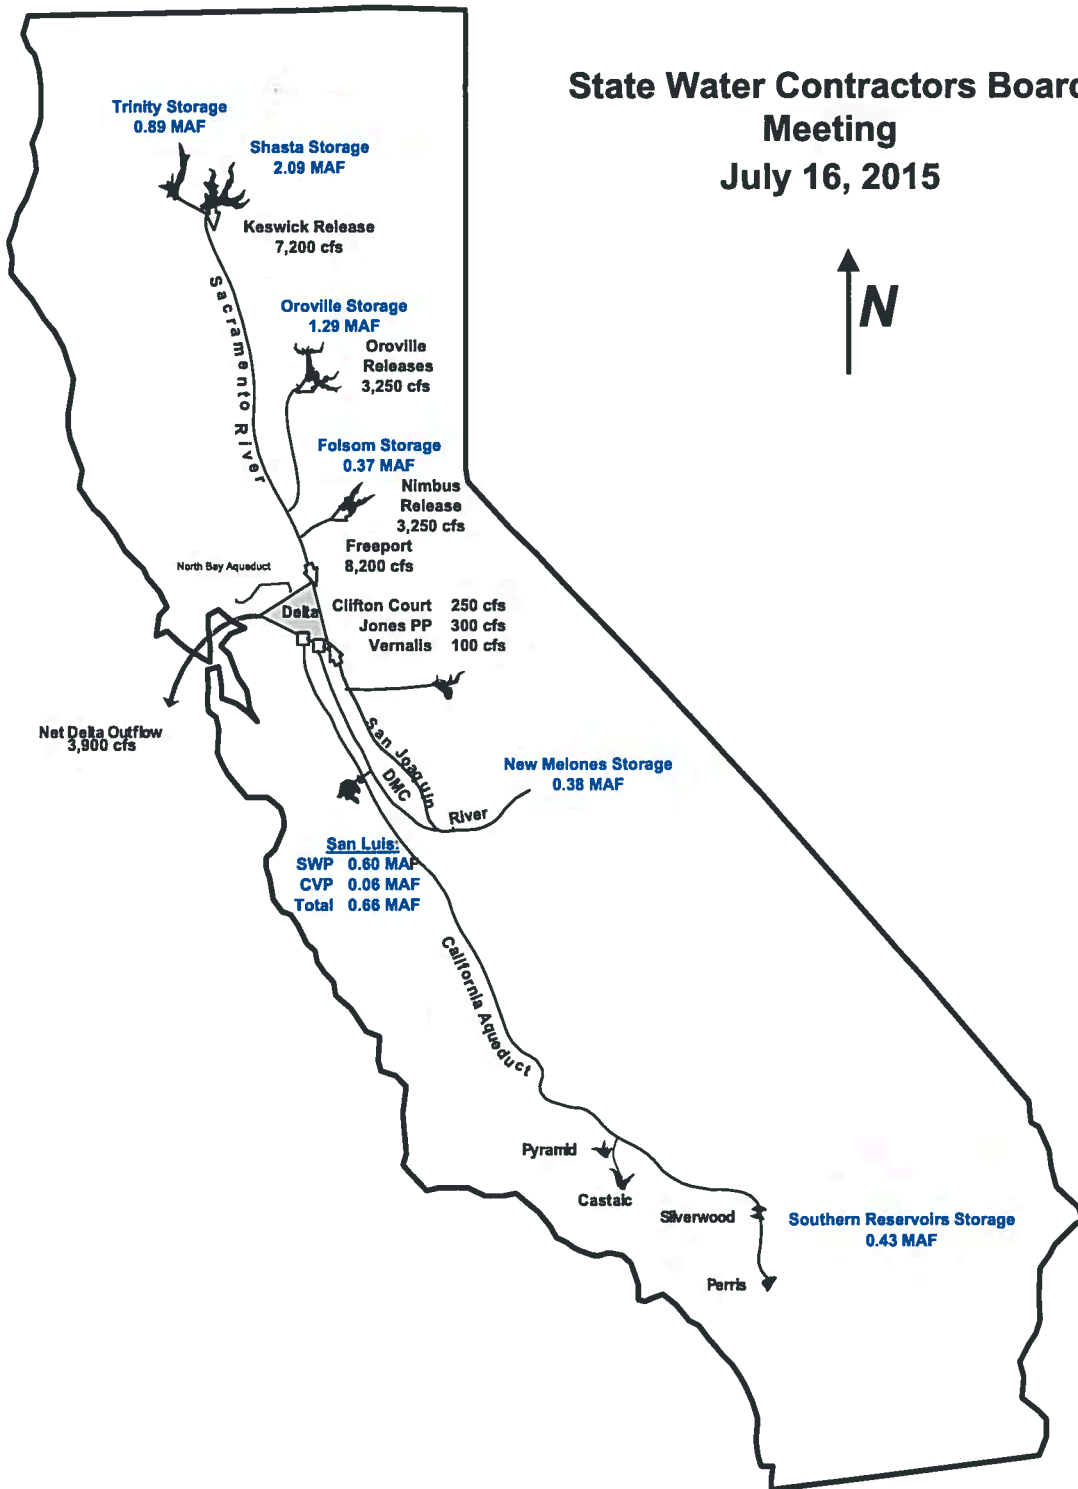 State Water Contractors Board
Meeting
July 16, 2015
N
Trinity Storage
0.89 MAF
Shasta Storage
2.09 MAF
Keswick Release
7,200 cfs
Sacramento River
Oroville Storage
1.29 MAF
Oroville
Releases
3,250 cfs
Folsom Storage
0.37 MAF
Nimbus
Release
3,250 cfs
Freeport
8,200 cfs
North Bay Aqueduct
Delta
Clifton Court 250 cfs
Jones PP 300 cfs
Vernalis 100 cfs
Net Delta Outflow
3,900 cfs
San Joaquin
River
DMC
New Melones Storage
0.38 MAF
San Luis:
SWP 0.60 MAF
CVP 0.06 MAF
Total 0.66 MAF
California Aqueduct
Pyramid
Castaic
Silverwood
Southern Reservoirs Storage
0.43 MAF
Perris